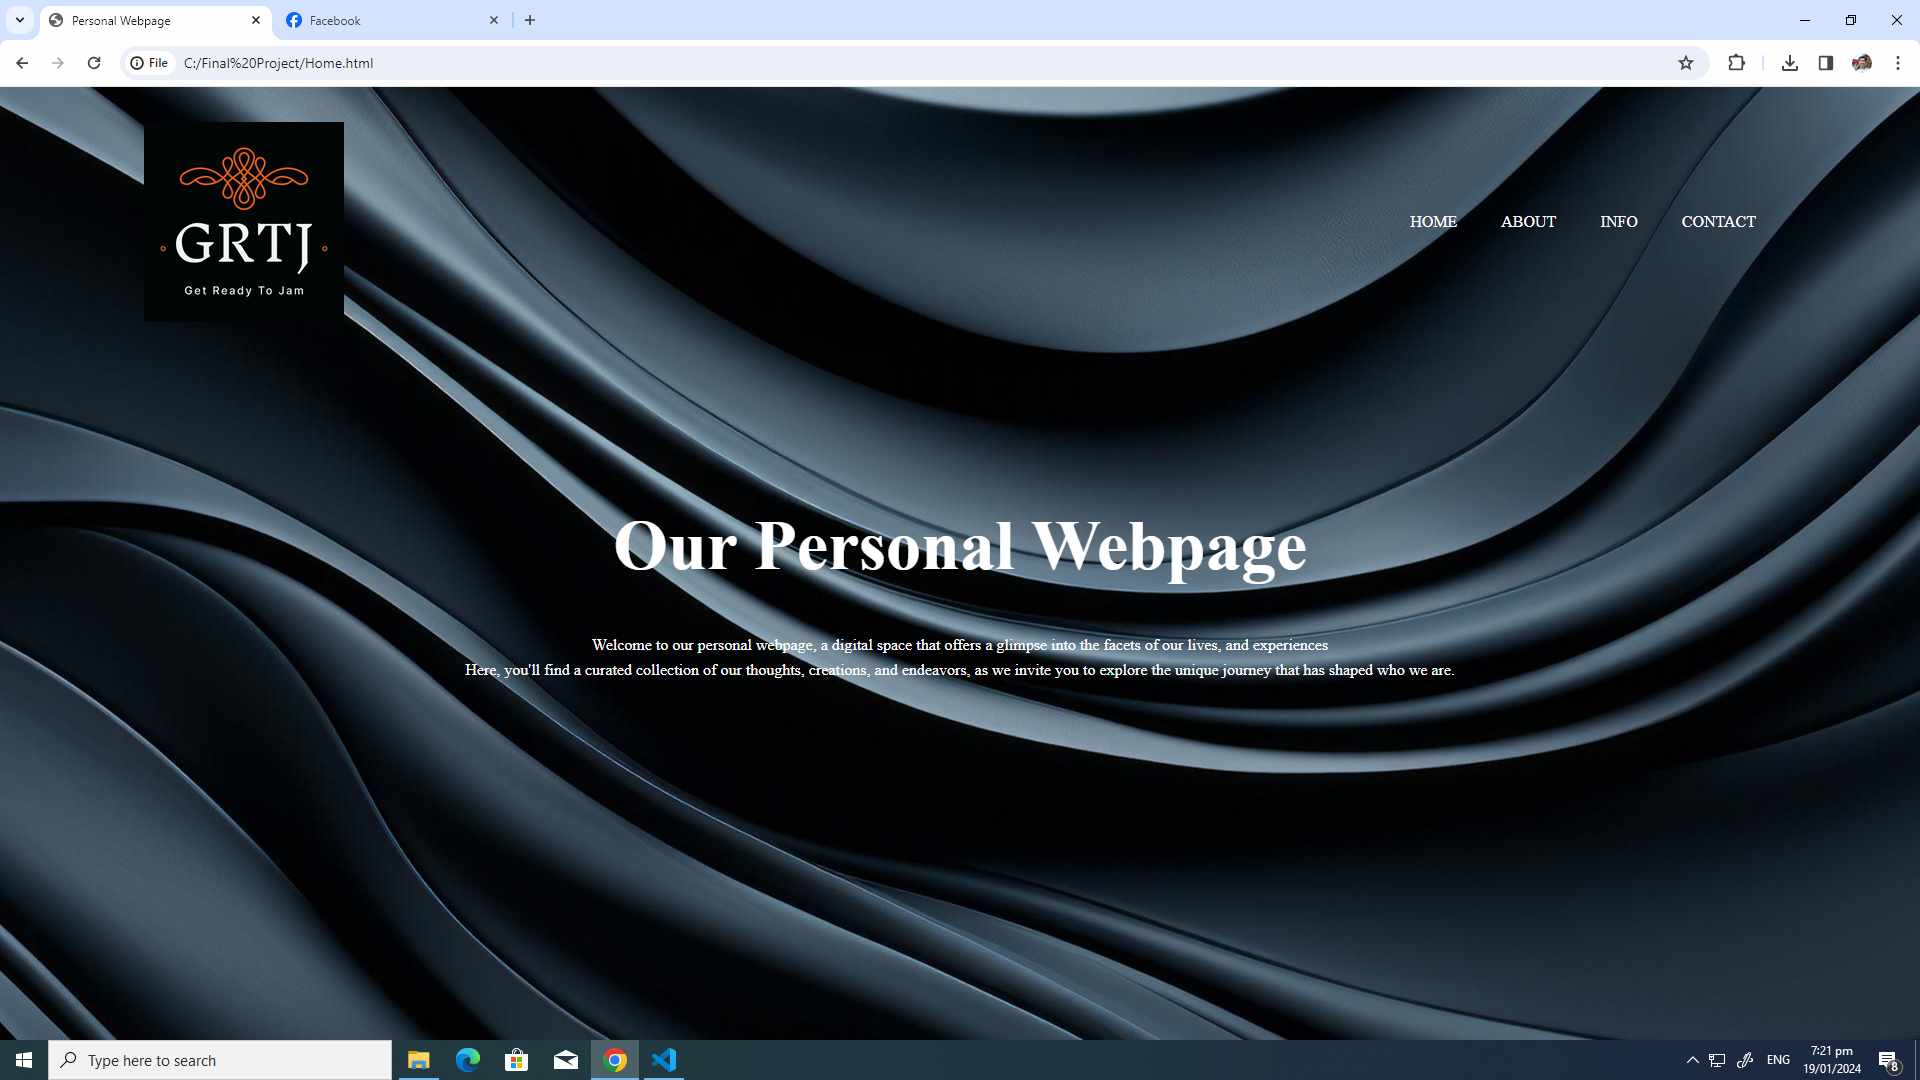 Personal Webpage
Facebook
File
C:/Final%20Project/Home.html
GRTJ
Get Ready To Jam
HOME
ABOUT
INFO
CONTACT
Our Personal Webpage
Welcome to our personal webpage, a digital space that offers a glimpse into the facets of our lives, and experiences
Here, you'll find a curated collection of our thoughts, creations, and endeavors, as we invite you to explore the unique journey that has shaped who we are.
Type here to search
ENG
7:21 pm
19/01/2024
8